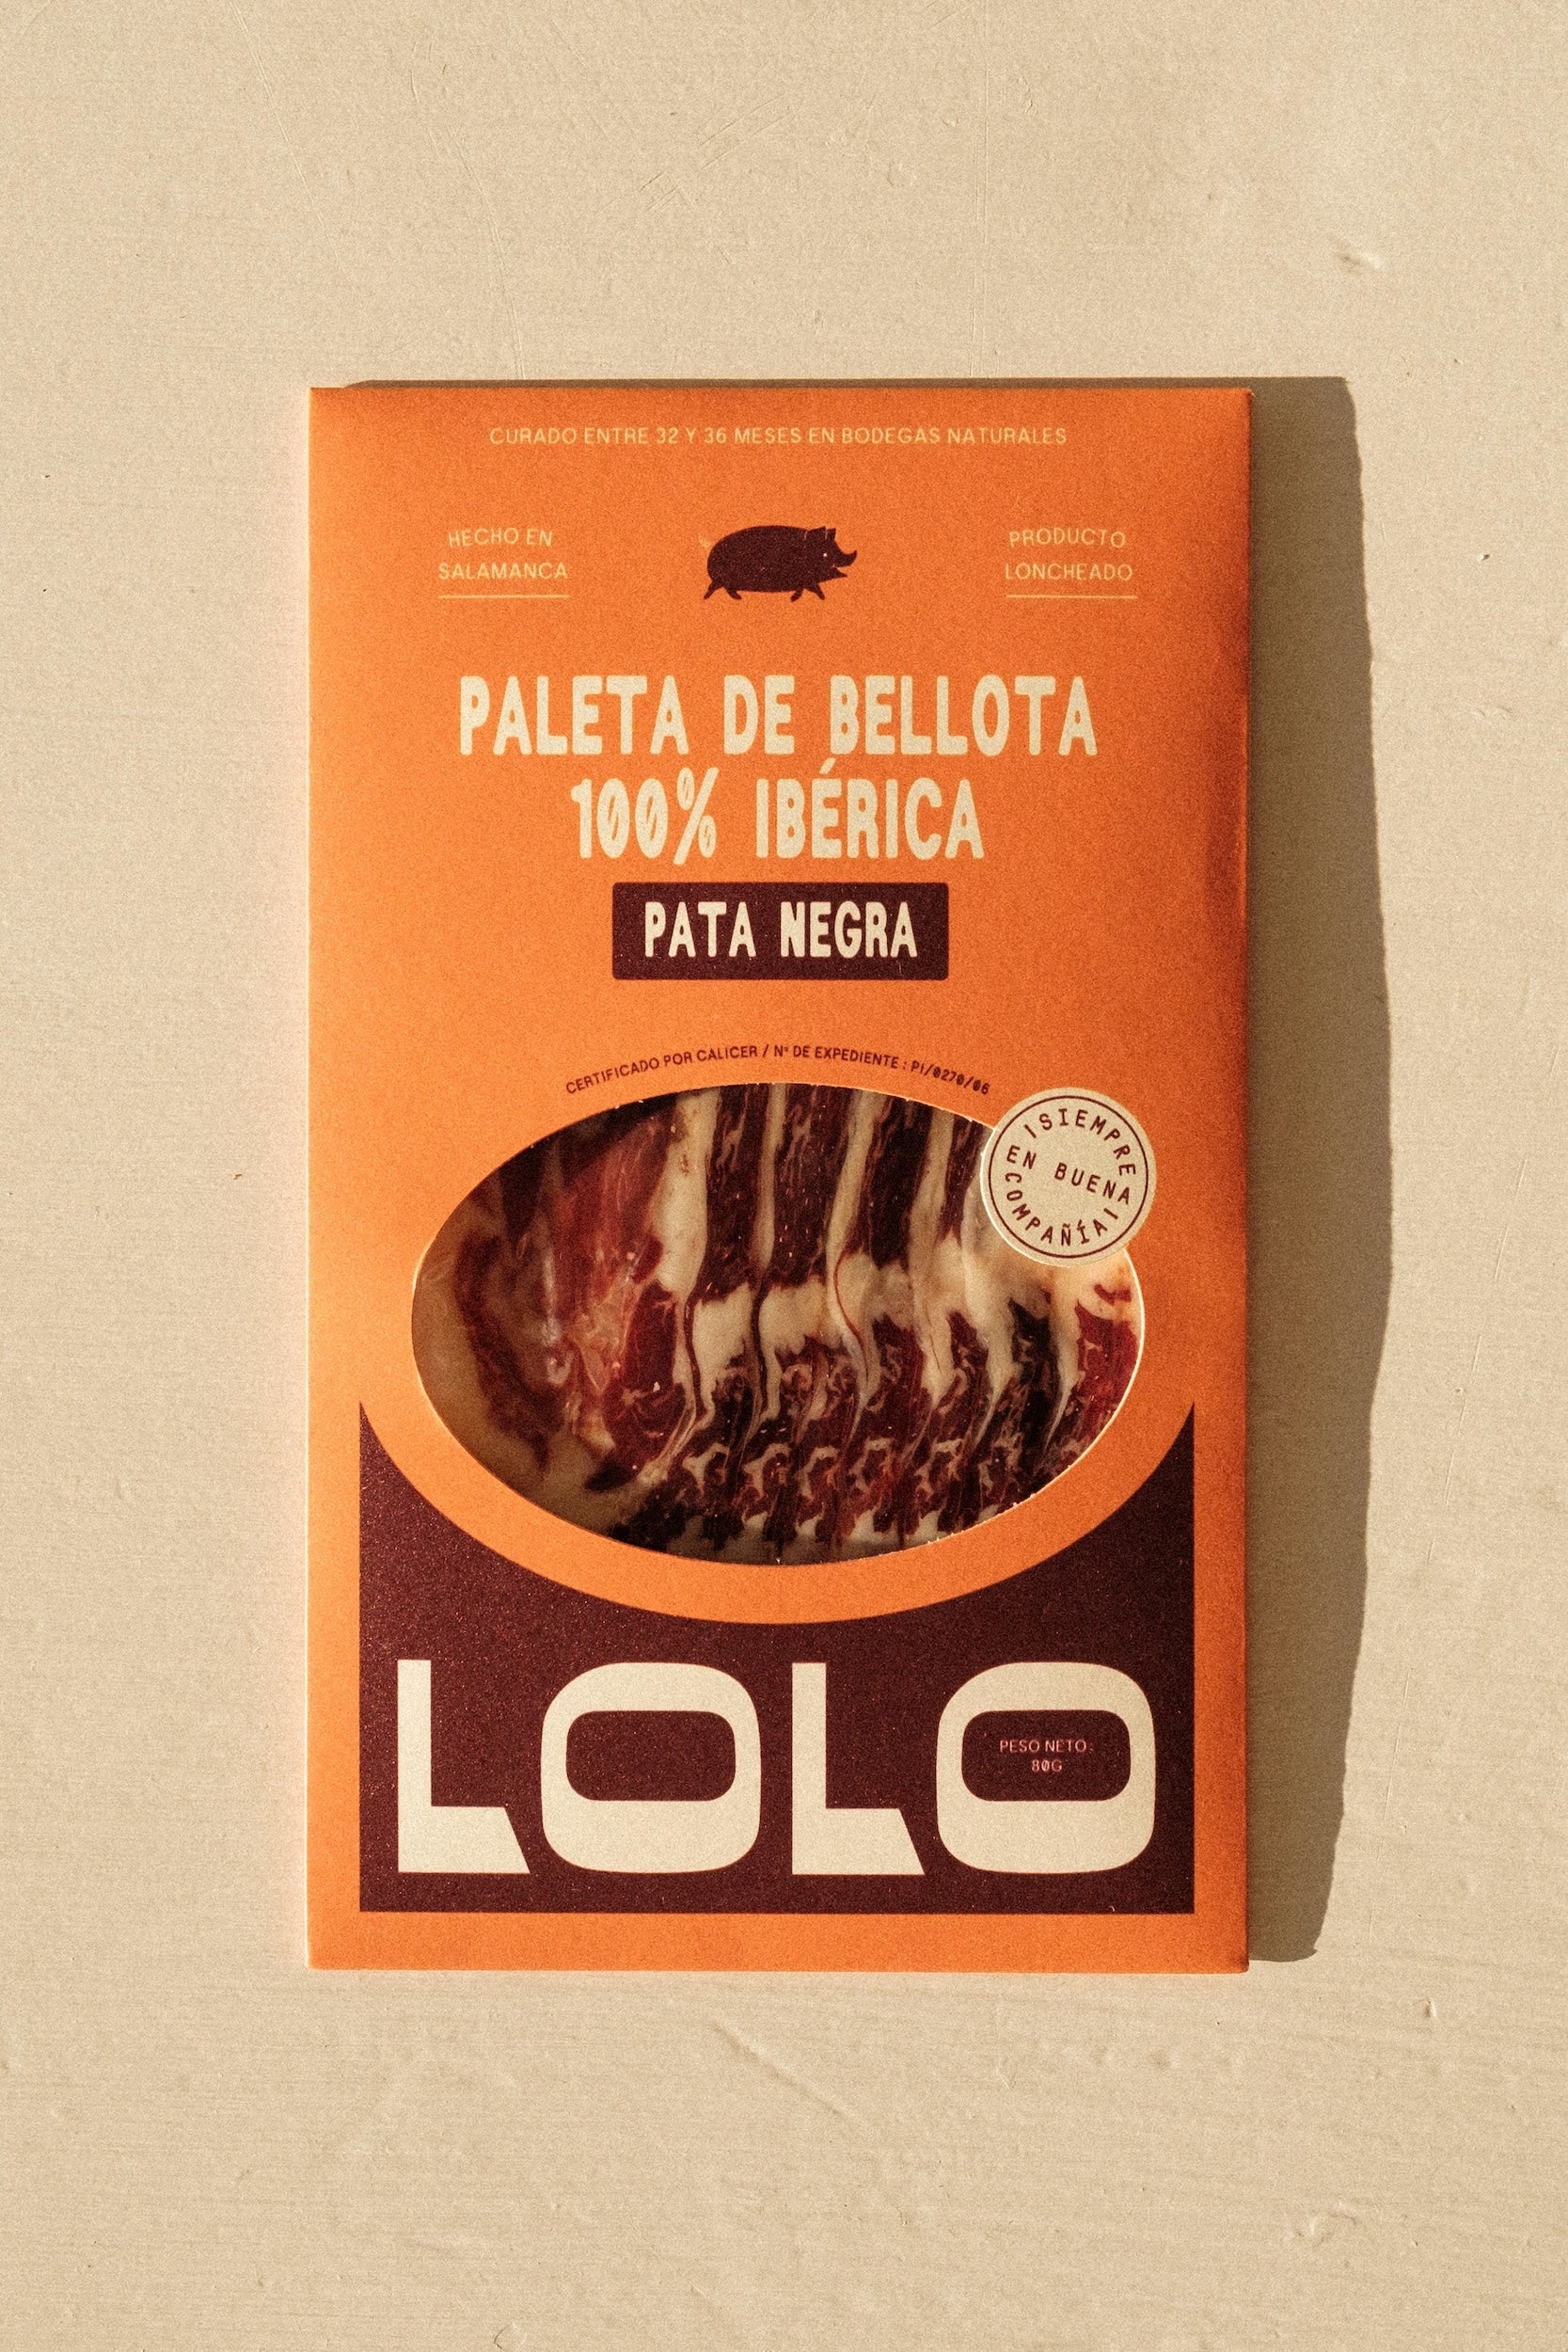 CURADO ENTRE 32 Y 36 MESES EN BODEGAS NATURALES
HECHO EN
SALAMANCA
PRODUCTO
LONCHEADO
PALETA DE BELLOTA
100% IBÉRICA
PATA NEGRA
CERTIFICADO POR CALICER / Nº DE EXPEDIENTE : PI/0270/06
¡SIEMPRE
EN BUENA
COMPAÑÍA!
LOLO
PESO NETO:
80G